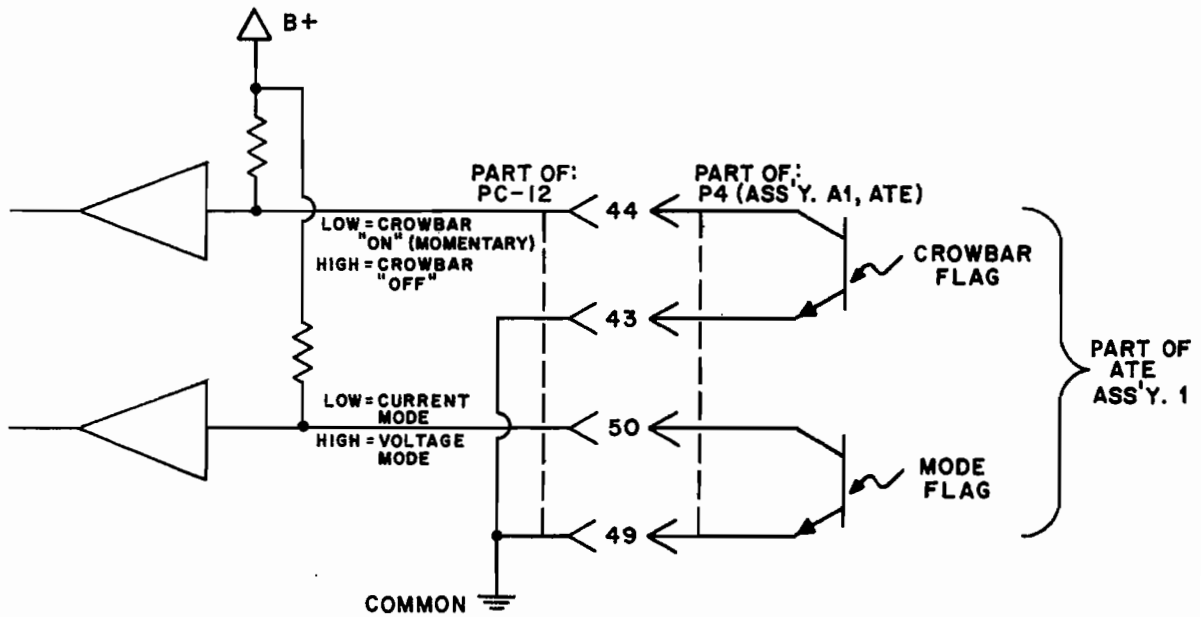 B+
PART OF:
PC-12
PART OF:
P4 (ASS'Y. A1, ATE)
44
LOW = CROWBAR
"ON" (MOMENTARY)
HIGH = CROWBAR
"OFF"
CROWBAR
FLAG
43
PART OF
ATE
ASS'Y. 1
LOW = CURRENT
MODE
50
HIGH = VOLTAGE
MODE
MODE
FLAG
49
COMMON